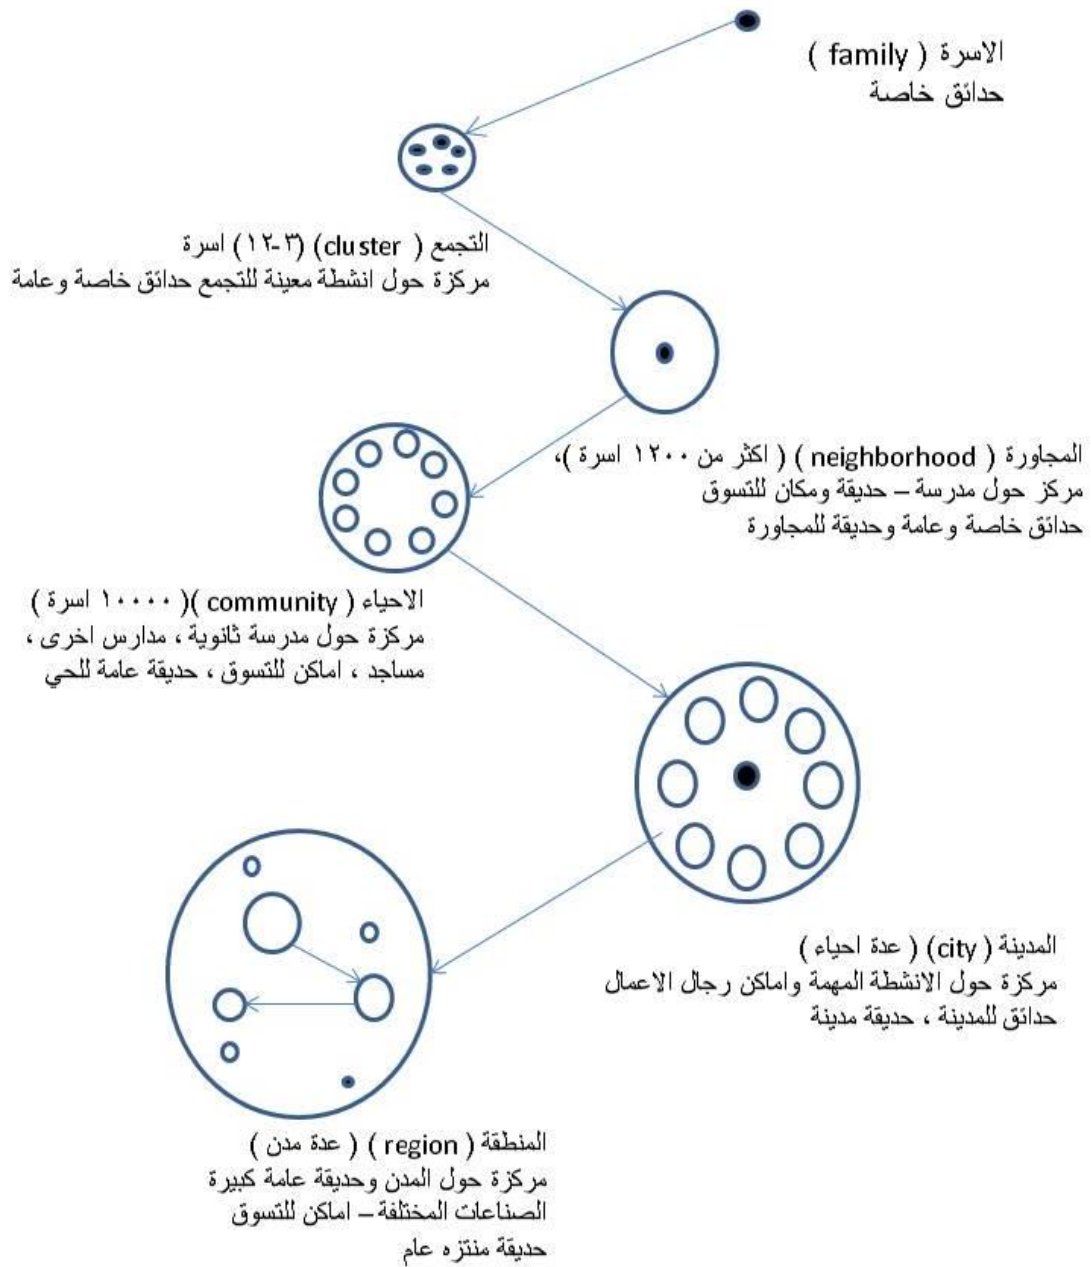 الاسرة ( family )
حدائق خاصة
التجمع ( cluster) (٣-١٢) اسرة
مركزة حول انشطة معينة للتجمع حدائق خاصة وعامة
المجاورة ( neighborhood ) ( اكثر من ١٢٠٠ اسرة )،
مركز حول مدرسة – حديقة ومكان للتسوق
حدائق خاصة وعامة وحديقة للمجاورة
الاحياء ( community )( ١٠٠٠٠ اسرة )
مركزة حول مدرسة ثانوية ، مدارس اخرى ،
مساجد ، اماكن للتسوق ، حديقة عامة للحي
المدينة ( city) ( عدة احياء )
مركزة حول الانشطة المهمة واماكن رجال الاعمال
حدائق للمدينة ، حديقة مدينة
المنطقة ( region ) ( عدة مدن )
مركزة حول المدن وحديقة عامة كبيرة
الصناعات المختلفة – اماكن للتسوق
حديقة منتزه عام